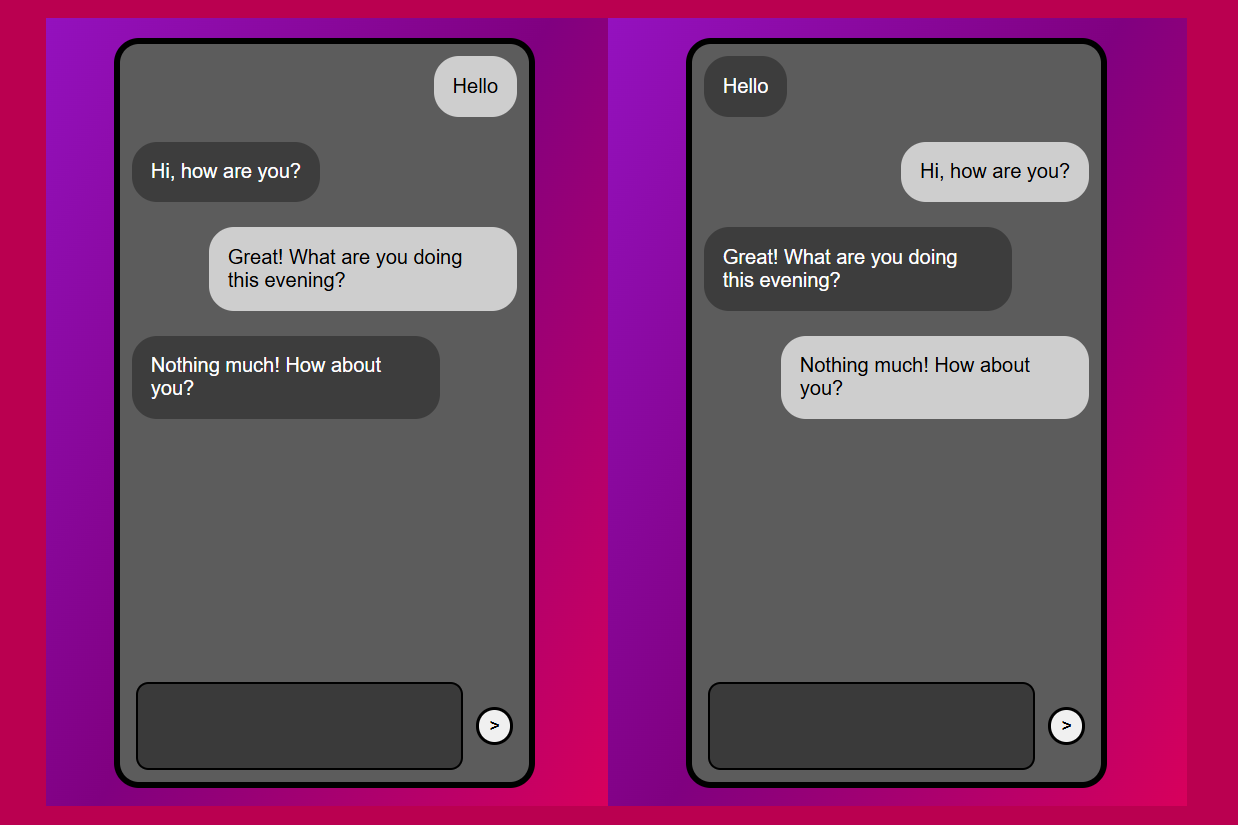 Hello
Hi, how are you?
Great! What are you doing
this evening?
Nothing much! How about
you?
>
Hello
Hi, how are you?
Great! What are you doing
this evening?
Nothing much! How about
you?
>